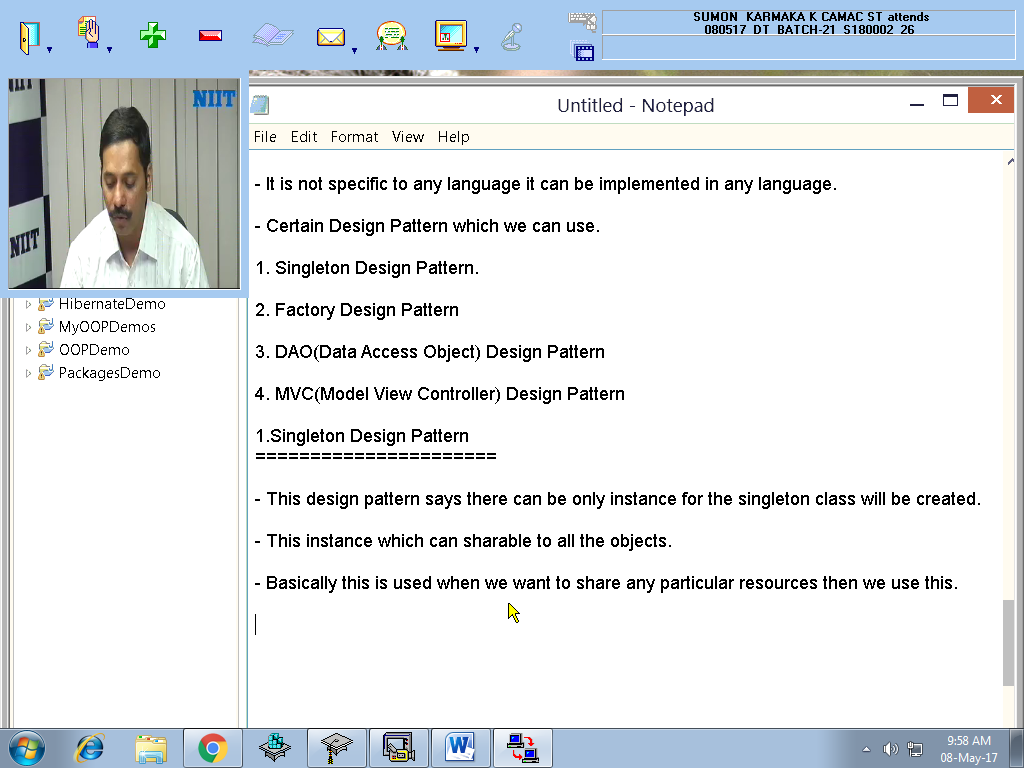 SUMON KARMAKA K CAMAC ST attends
080517 DT BATCH-21 S180002 26
NIIT
NIIT
Untitled - Notepad
File Edit Format View Help
- It is not specific to any language it can be implemented in any language.
- Certain Design Pattern which we can use.
1. Singleton Design Pattern.
2. Factory Design Pattern
3. DAO(Data Access Object) Design Pattern
4. MVC(Model View Controller) Design Pattern
1.Singleton Design Pattern
======================
- This design pattern says there can be only instance for the singleton class will be created.
- This instance which can sharable to all the objects.
- Basically this is used when we want to share any particular resources then we use this.
HibernateDemo
MyOOPDemos
OOPDemo
PackagesDemo
9:58 AM
08-May-17